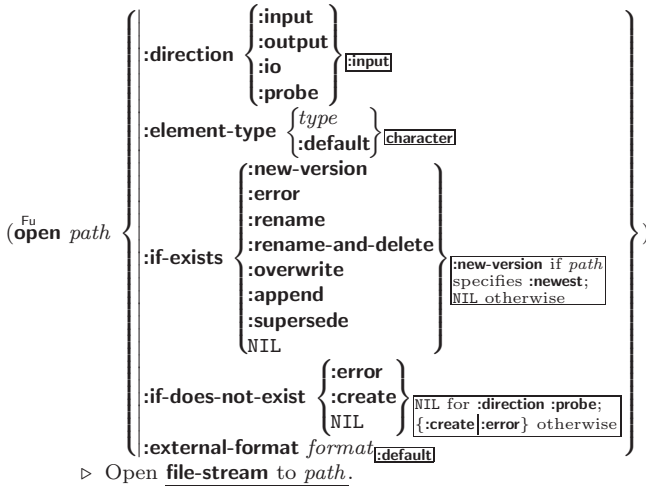 :input
:output
:direction
:io
:input
:probe
type
:element-type
:default
character
:new-version
:error
:rename
Fu
(open path
)
:rename-and-delete
:if-exists
:overwrite
:new-version if path
:append
specifies :newest;
:supersede
NIL otherwise
NIL
:error
:if-does-not-exist
:create
NIL for :direction :probe;
NIL
{:create|:error} otherwise
:external-format format
:default
▷ Open file-stream to path.